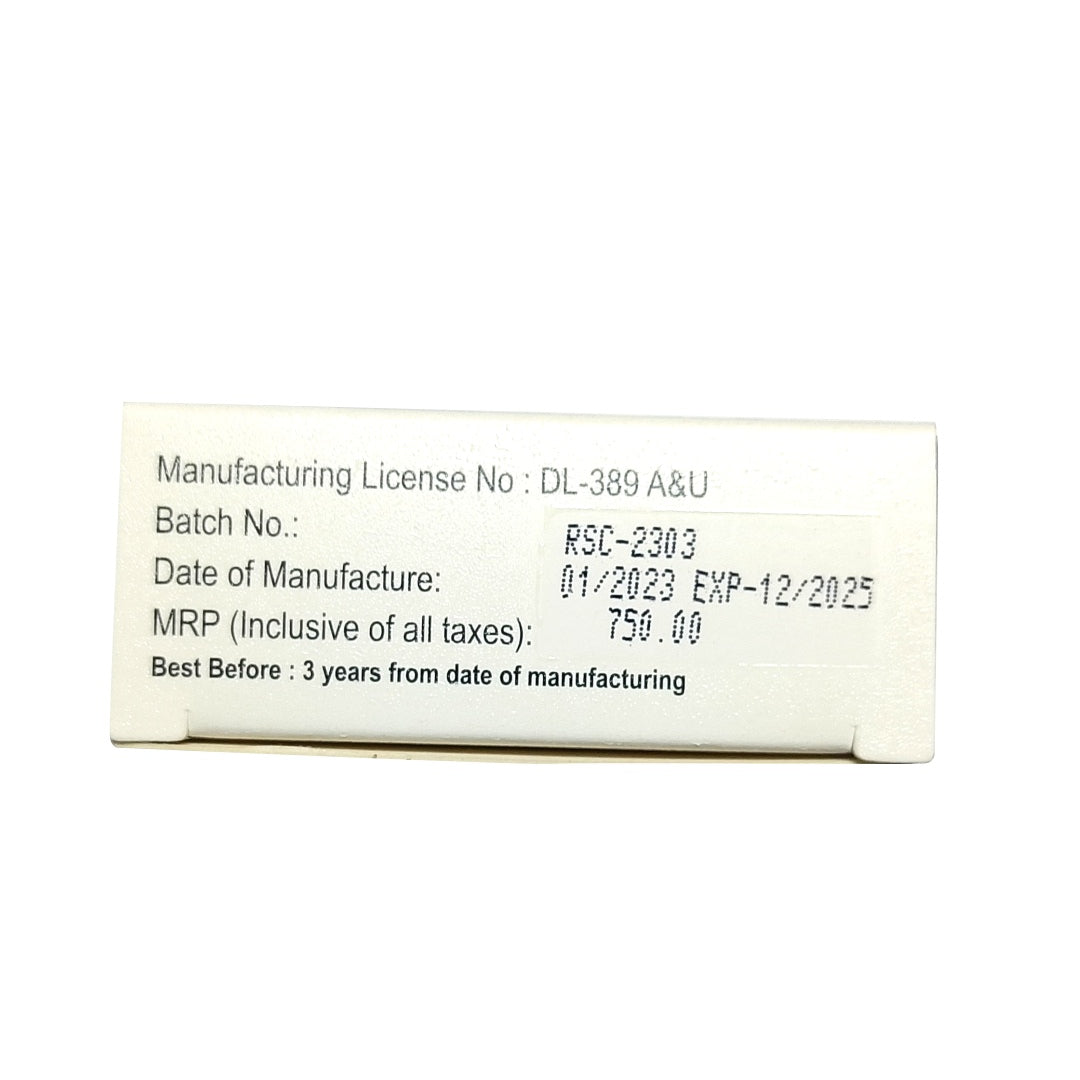 Manufacturing License No : DL-389 A&U
Batch No.: RSC-2303
Date of Manufacture: 01/2023 EXP-12/2025
MRP (Inclusive of all taxes): 750.00
Best Before : 3 years from date of manufacturing